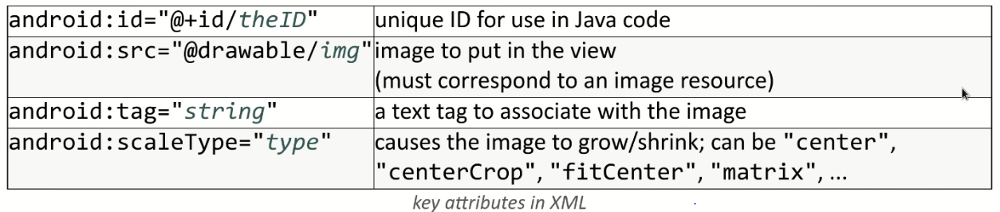 android:id="@+id/theID" unique ID for use in Java code
android:src="@drawable/img" image to put in the view
(must correspond to an image resource)
android:tag="string" a text tag to associate with the image
android:scaleType="type" causes the image to grow/shrink; can be "center",
"centerCrop", "fitCenter", "matrix", ...
key attributes in XML